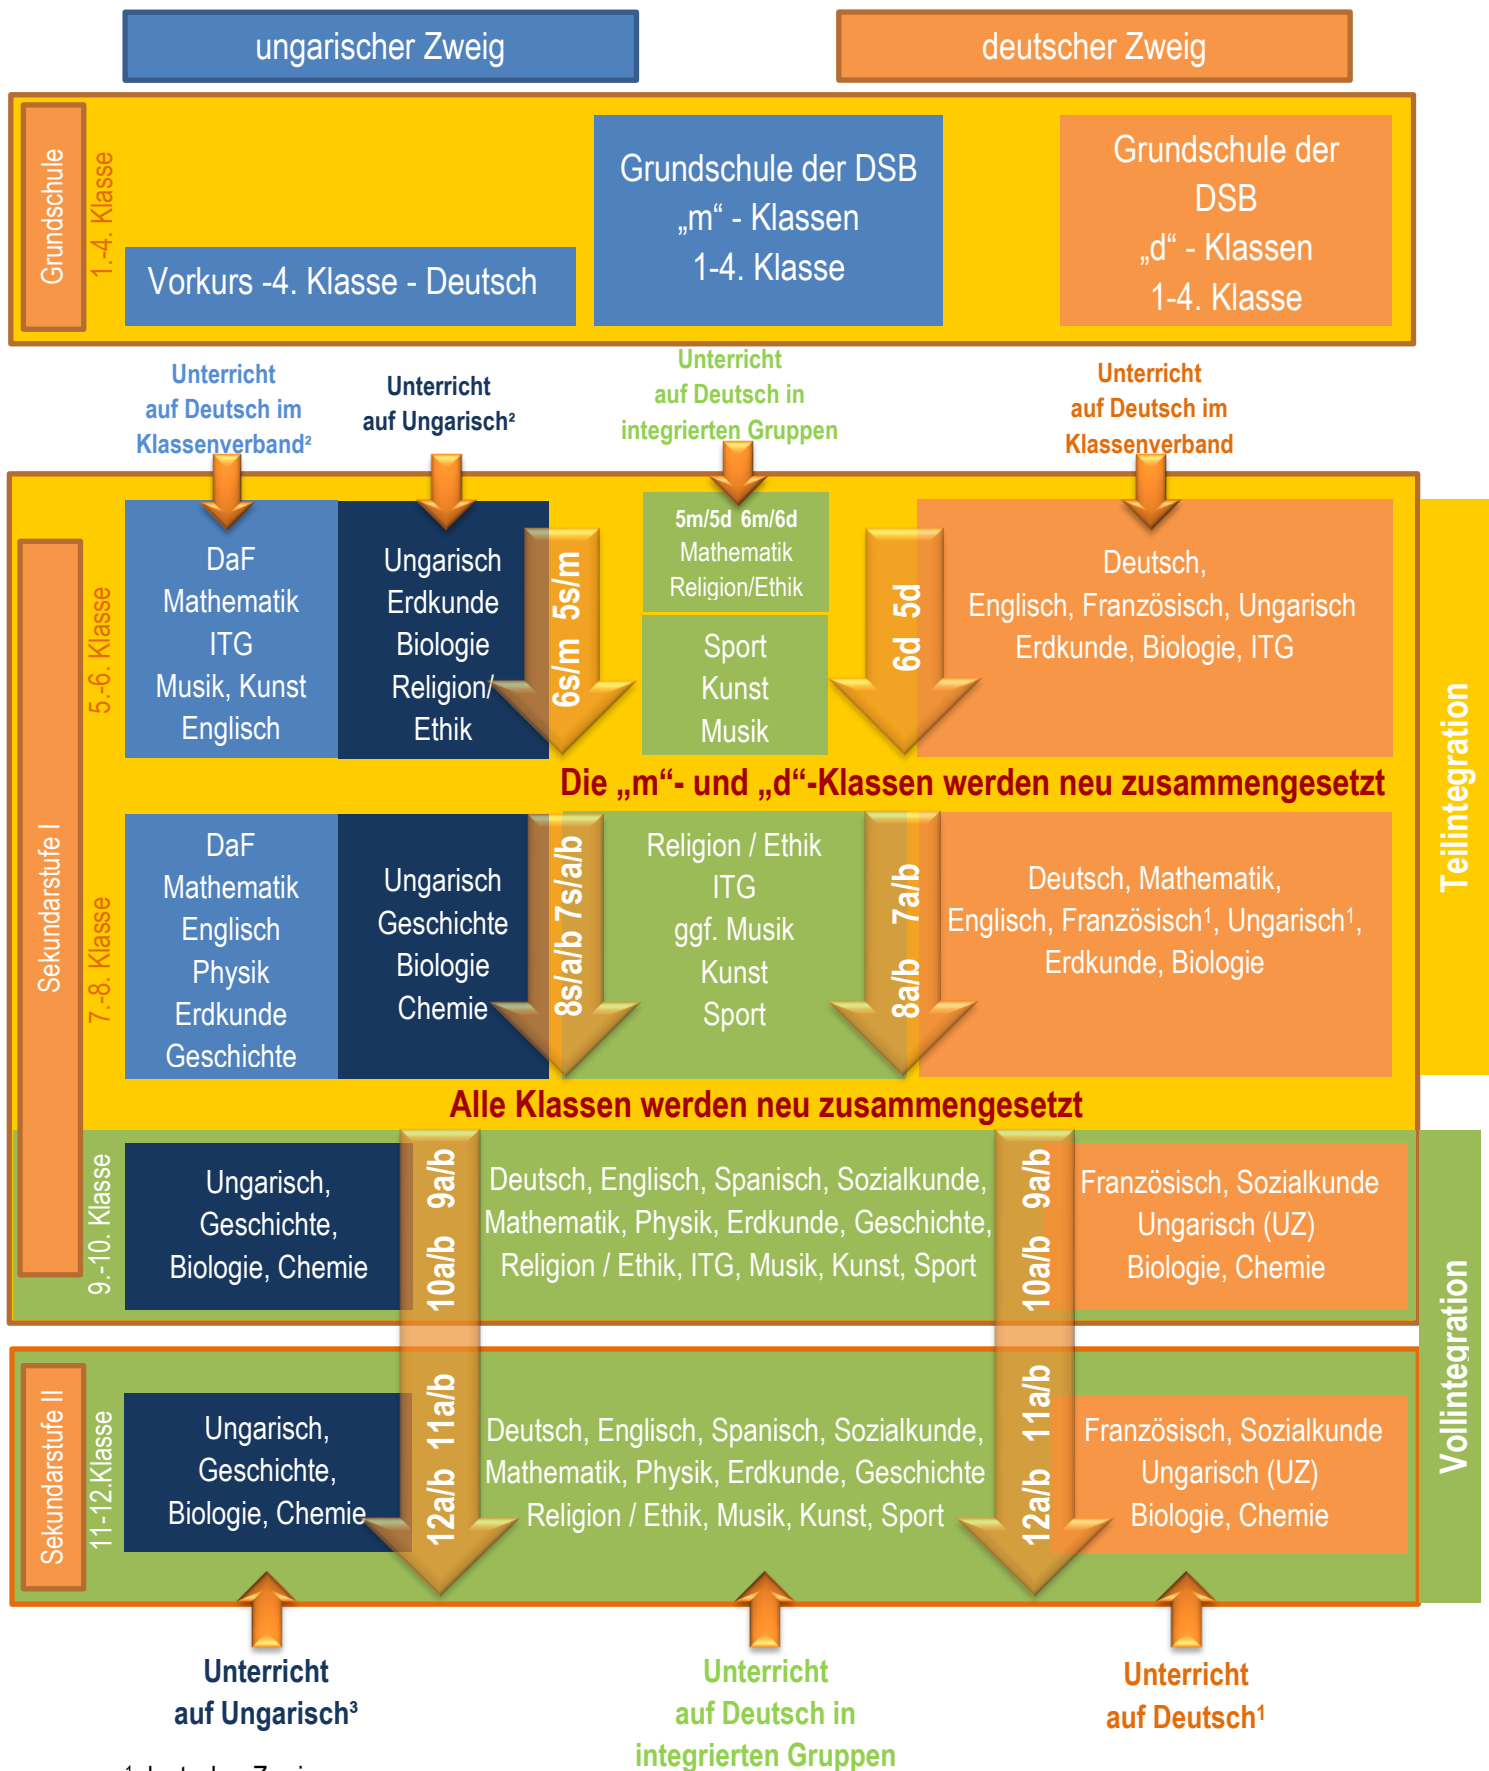 ungarischer Zweig
deutscher Zweig
Grundschule
1.-4. Klasse
Vorkurs -4. Klasse - Deutsch
Grundschule der DSB
„m“ - Klassen
1-4. Klasse
Grundschule der
DSB
„d“ - Klassen
1-4. Klasse
Unterricht
auf Deutsch im
Klassenverband²
Unterricht
auf Ungarisch²
Unterricht
auf Deutsch in
integrierten Gruppen
Unterricht
auf Deutsch im
Klassenverband
Sekundarstufe I
5.-6. Klasse
DaF
Mathematik
ITG
Musik, Kunst
Englisch
Ungarisch
Erdkunde
Biologie
Religion/
Ethik
6s/m 5s/m
5m/5d 6m/6d
Mathematik
Religion/Ethik
Sport
Kunst
Musik
6d 5d
Deutsch,
Englisch, Französisch, Ungarisch
Erdkunde, Biologie, ITG
Teilintegration
Die „m“- und „d“-Klassen werden neu zusammengesetzt
7.-8. Klasse
DaF
Mathematik
Englisch
Physik
Erdkunde
Geschichte
Ungarisch
Geschichte
Biologie
Chemie
8s/a/b 7s/a/b
Religion / Ethik
ITG
ggf. Musik
Kunst
Sport
8a/b 7a/b
Deutsch, Mathematik,
Englisch, Französisch¹, Ungarisch¹,
Erdkunde, Biologie
Alle Klassen werden neu zusammengesetzt
9.-10. Klasse
Ungarisch,
Geschichte,
Biologie, Chemie
10a/b 9a/b
Deutsch, Englisch, Spanisch, Sozialkunde,
Mathematik, Physik, Erdkunde, Geschichte,
Religion / Ethik, ITG, Musik, Kunst, Sport
10a/b 9a/b
Französisch, Sozialkunde
Ungarisch (UZ)
Biologie, Chemie
Vollintegration
Sekundarstufe II
11-12.Klasse
Ungarisch,
Geschichte,
Biologie, Chemie
12a/b 11a/b
Deutsch, Englisch, Spanisch, Sozialkunde,
Mathematik, Physik, Erdkunde, Geschichte
Religion / Ethik, Musik, Kunst, Sport
12a/b 11a/b
Französisch, Sozialkunde
Ungarisch (UZ)
Biologie, Chemie
Unterricht
auf Ungarisch³
Unterricht
auf Deutsch in
integrierten Gruppen
Unterricht
auf Deutsch¹